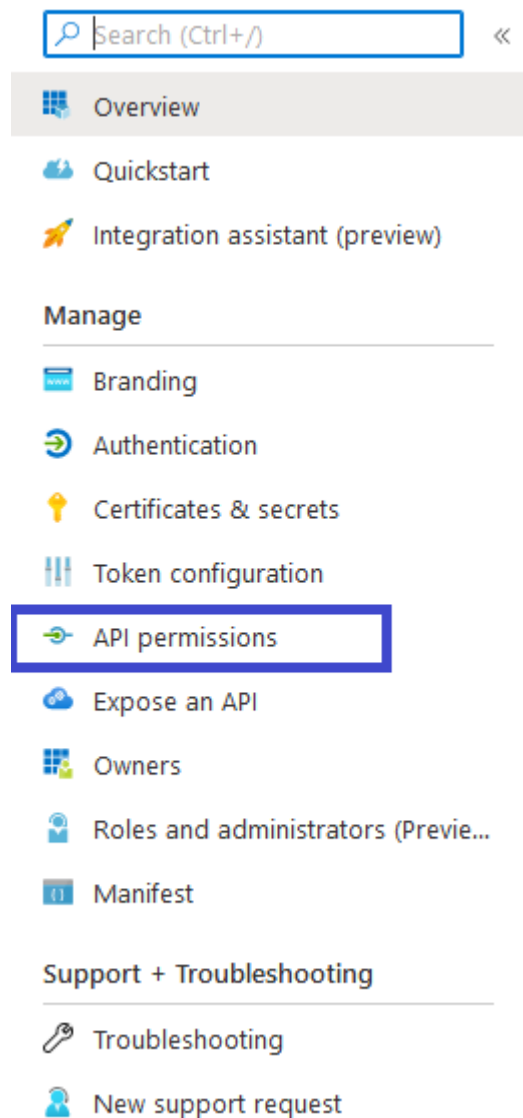 Search (Ctrl+/)
«
Overview
Quickstart
Integration assistant (preview)
Manage
www
Branding
Authentication
Certificates & secrets
Token configuration
API permissions
Expose an API
Owners
Roles and administrators (Previe...
Manifest
Support + Troubleshooting
Troubleshooting
New support request